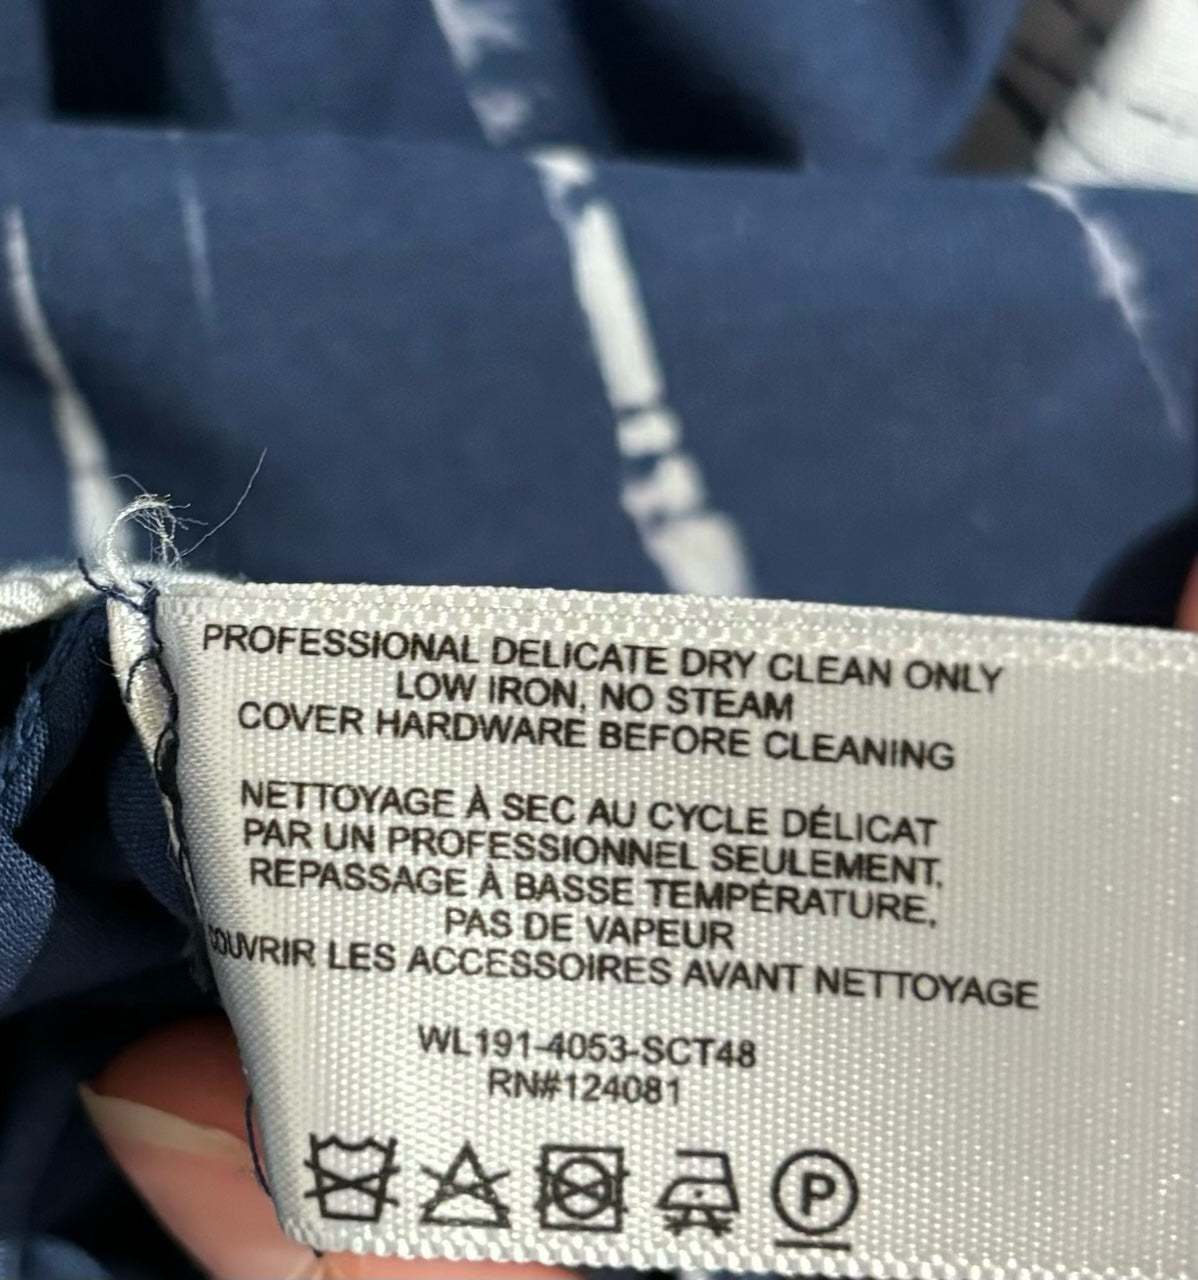 PROFESSIONAL DELICATE DRY CLEAN ONLY
LOW IRON, NO STEAM
COVER HARDWARE BEFORE CLEANING
NETTOYAGE À SEC AU CYCLE DÉLICAT
PAR UN PROFESSIONNEL SEULEMENT,
REPASSAGE À BASSE TEMPÉRATURE,
PAS DE VAPEUR
COUVRIR LES ACCESSOIRES AVANT NETTOYAGE
WL191-4053-SCT48
RN#124081
P